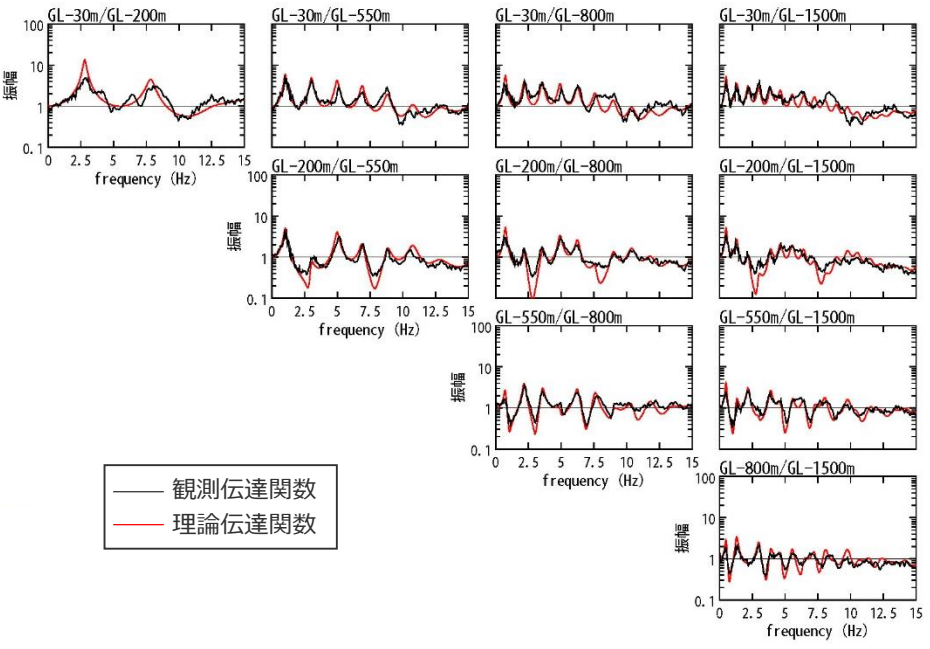 GL-30m/GL-200m GL-30m/GL-550m GL-30m/GL-800m GL-30m/GL-1500m
100
10
1
0.1
振幅
0 2.5 5 7.5 10 12.5 15
frequency (Hz)
GL-200m/GL-550m GL-200m/GL-800m GL-200m/GL-1500m
100
10
1
0.1
振幅
0 2.5 5 7.5 10 12.5 15
frequency (Hz)
GL-550m/GL-800m GL-550m/GL-1500m
100
10
1
0.1
振幅
0 2.5 5 7.5 10 12.5 15
frequency (Hz)
GL-800m/GL-1500m
100
10
1
0.1
振幅
0 2.5 5 7.5 10 12.5 15
frequency (Hz)
観測伝達関数
理論伝達関数